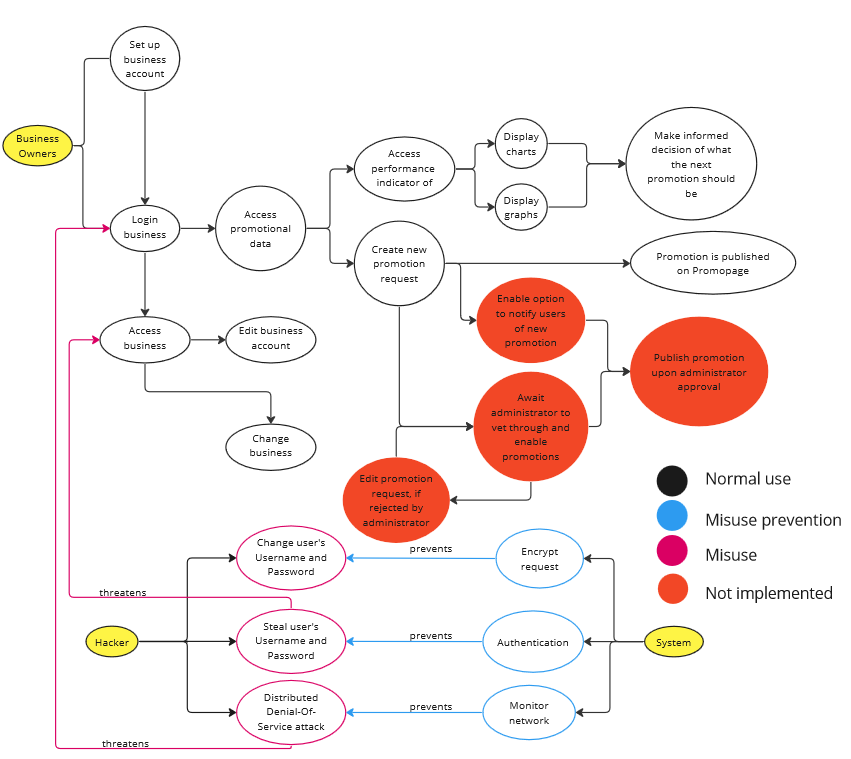 Set up
business
account
Business
Owners
Login
business
Access
promotional
data
Access
performance
indicator of
Display
charts
Display
graphs
Make informed
decision of what
the next
promotion should
be
Create new
promotion
request
Promotion is published
on Promopage
Enable option
to notify users
of new
promotion
Publish promotion
upon administrator
approval
Access
business
Edit business
account
Change
business
Await
administrator to
vet through and
enable
promotions
Edit promotion
request, if
rejected by
administrator
Normal use
Misuse prevention
Misuse
Not implemented
Change user's
Username and
Password
prevents
Encrypt
request
threatens
Hacker
Steal user's
Username and
Password
prevents
Authentication
System
Distributed
Denial-Of-
Service attack
prevents
Monitor
network
threatens